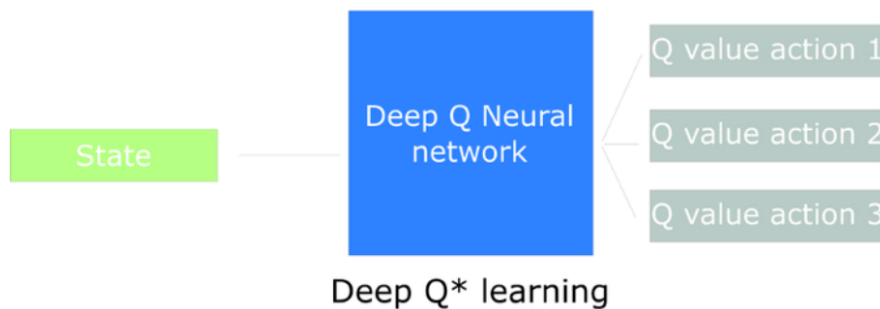 State
Deep Q Neural
network
Q value action 1
Q value action 2
Q value action 3
Deep Q* learning